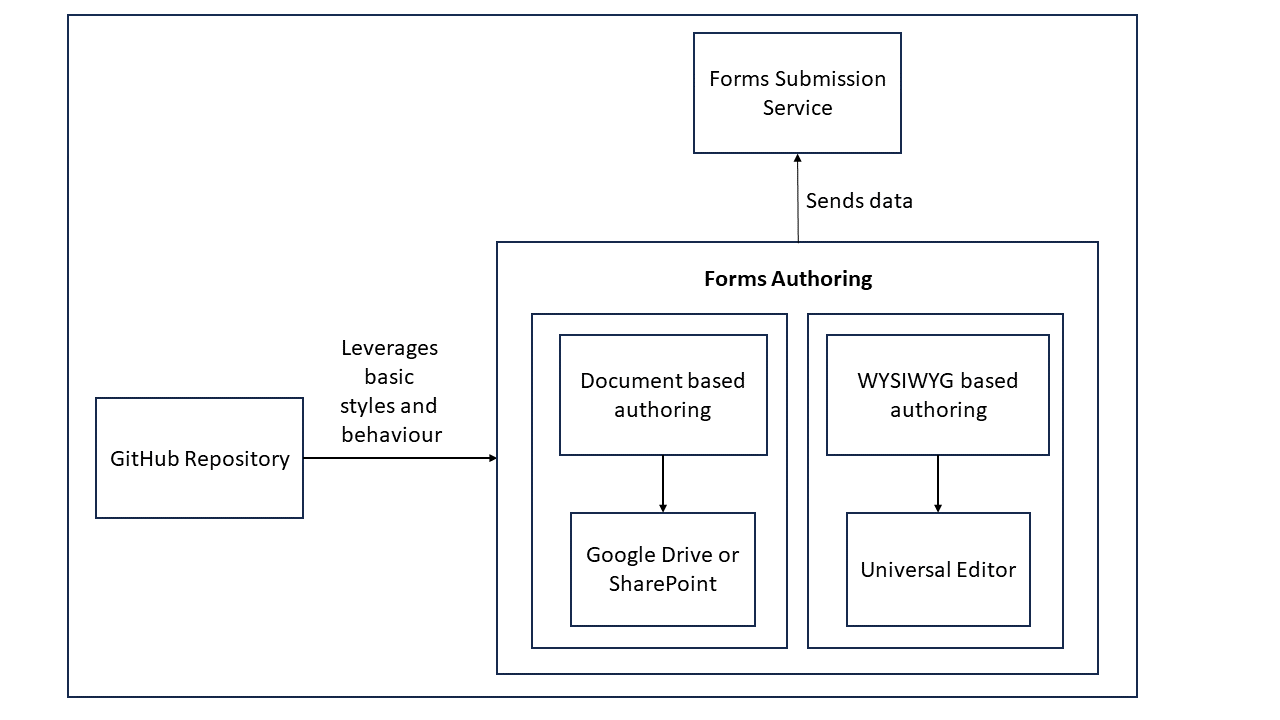 Forms Submission
Service
Sends data
Forms Authoring
Leverages
basic
styles and
behaviour
GitHub Repository
Document based
authoring
WYSIWYG based
authoring
Google Drive or
SharePoint
Universal Editor